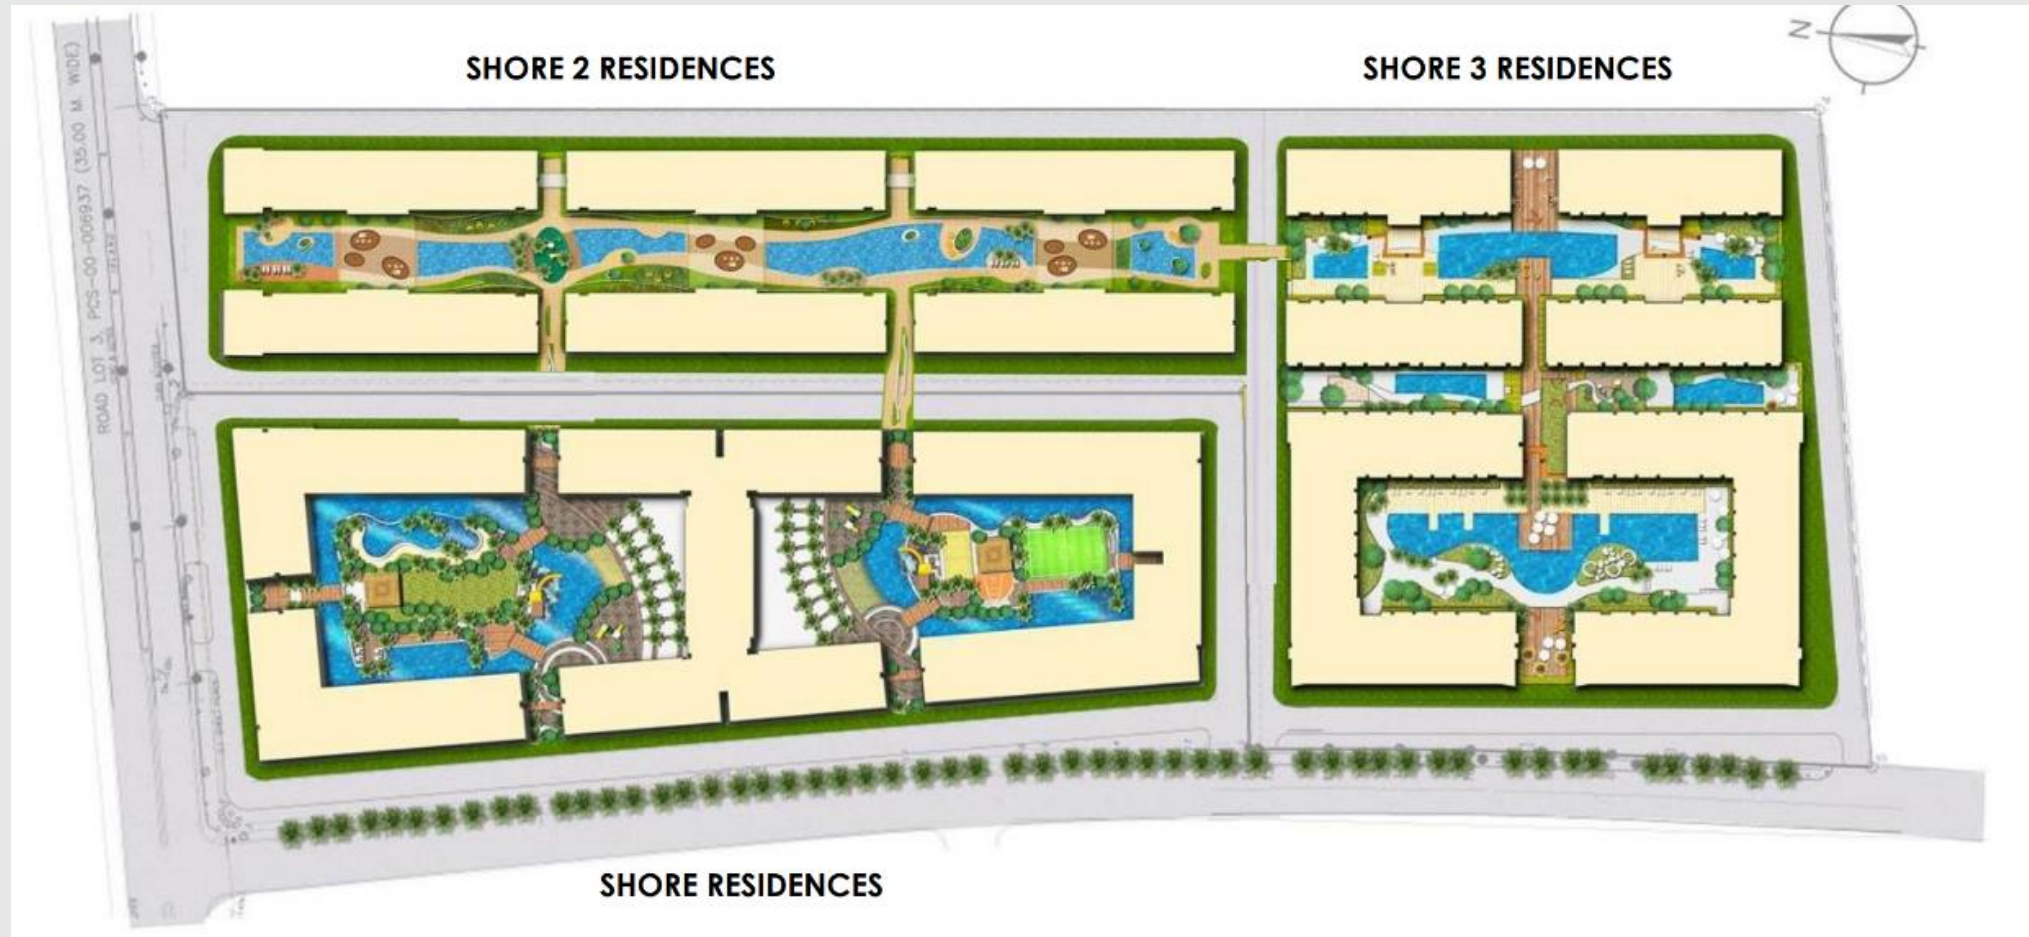 SHORE 2 RESIDENCES
SHORE 3 RESIDENCES
N
ROAD LOT 3, PCS-00-006937 (35.00 M. WIDE)
SHORE RESIDENCES